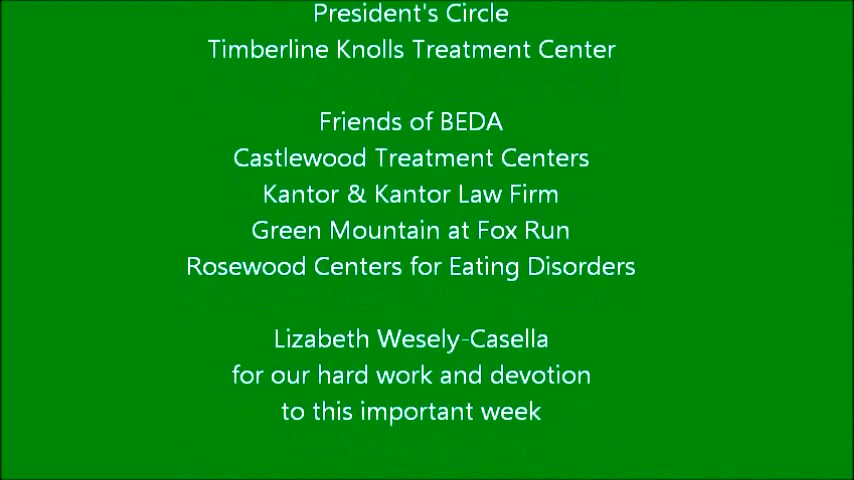 President's Circle
Timberline Knolls Treatment Center
Friends of BEDA
Castlewood Treatment Centers
Kantor & Kantor Law Firm
Green Mountain at Fox Run
Rosewood Centers for Eating Disorders
Lizabeth Wesely-Casella
for our hard work and devotion
to this important week